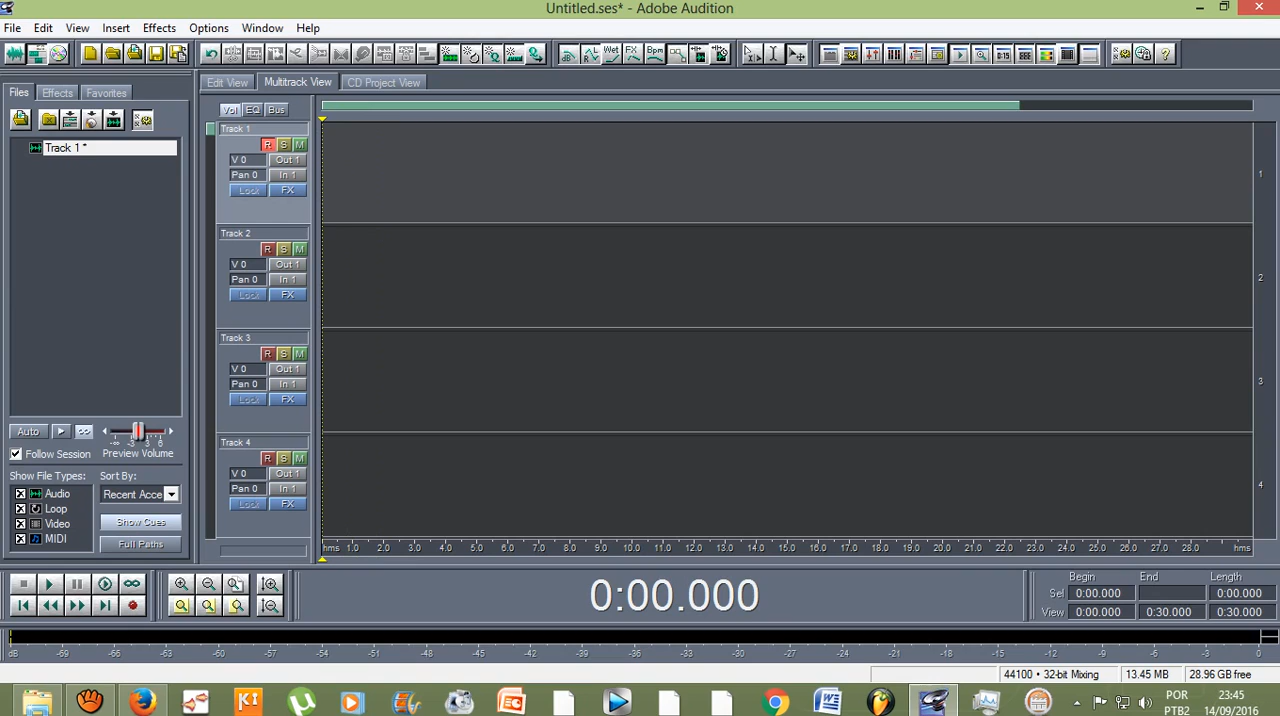 Untitled.ses* - Adobe Audition
File Edit View Insert Effects Options Window Help
Edit View Multitrack View CD Project View
Files Effects Favorites
Vol EQ Bus
Track 1 *
Track 1
R S M
V 0 Out 1
Pan 0 In 1
Lock FX
1
Track 2
R S M
V 0 Out 1
Pan 0 In 1
Lock FX
2
Track 3
R S M
V 0 Out 1
Pan 0 In 1
Lock FX
3
Track 4
R S M
V 0 Out 1
Pan 0 In 1
Lock FX
4
Auto
-∞ -3 3 6
Follow Session Preview Volume
Show File Types: Sort By:
Audio Recent Acce
Loop
Video Show Cues
MIDI Full Paths
hms 1.0 2.0 3.0 4.0 5.0 6.0 7.0 8.0 9.0 10.0 11.0 12.0 13.0 14.0 15.0 16.0 17.0 18.0 19.0 20.0 21.0 22.0 23.0 24.0 25.0 26.0 27.0 28.0 hms
0:00.000
Begin End Length
Sel 0:00.000 0:00.000
View 0:00.000 0:30.000 0:30.000
dB -69 -66 -63 -60 -57 -54 -51 -48 -45 -42 -39 -36 -33 -30 -27 -24 -21 -18 -15 -12 -9 -6 -3 0
44100 • 32-bit Mixing 13.45 MB 28.96 GB free
POR 23:45
PTB2 14/09/2016